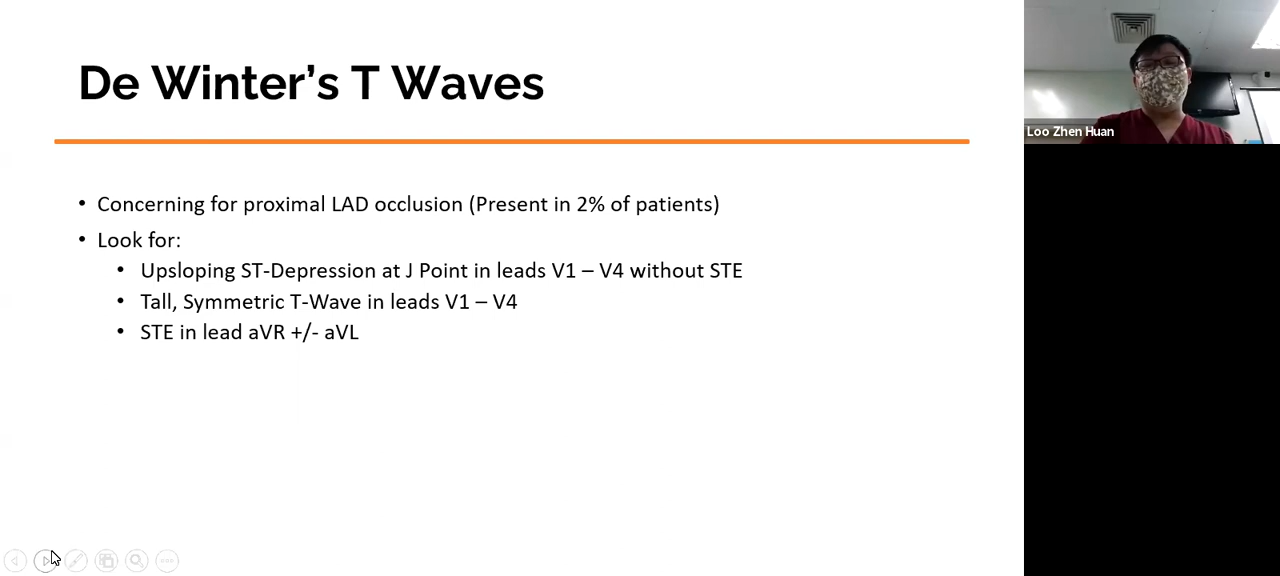 De Winter’s T Waves
• Concerning for proximal LAD occlusion (Present in 2% of patients)
• Look for:
• Upsloping ST-Depression at J Point in leads V1 – V4 without STE
• Tall, Symmetric T-Wave in leads V1 – V4
• STE in lead aVR +/- aVL
Loo Zhen Huan